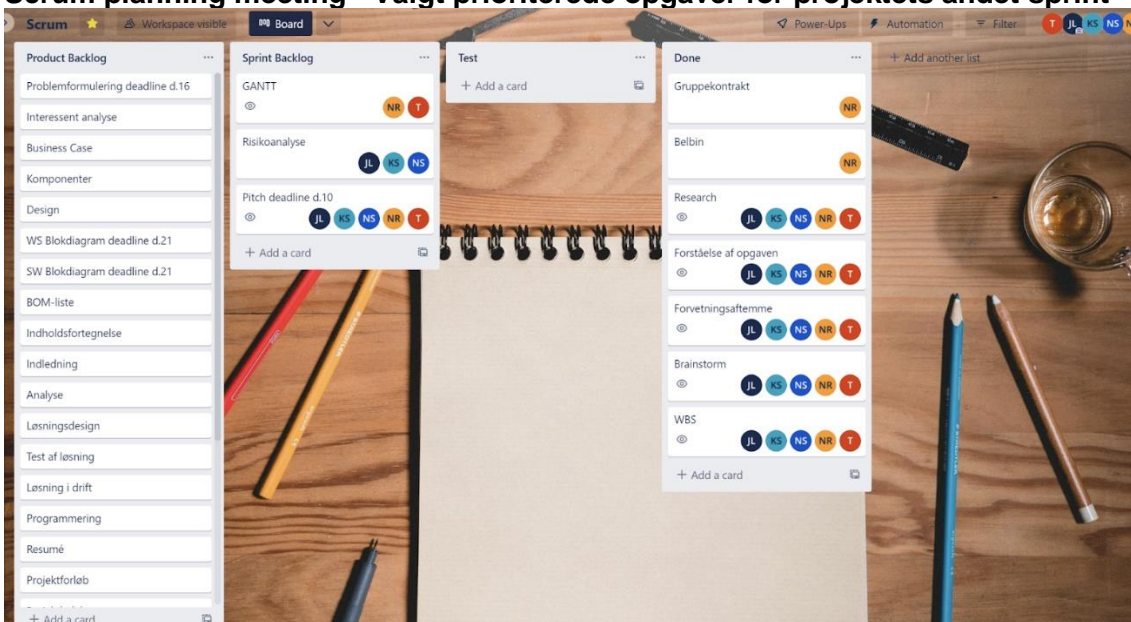 Scrum planning meeting - Valgt prioriterede opgaver for projektets andet sprint
Scrum
Workspace visible
Board
Power-Ups
Automation
Filter
T JL KS NS N
Product Backlog
Problemformulering deadline d.16
Interessent analyse
Business Case
Komponenter
Design
WS Blokdiagram deadline d.21
SW Blokdiagram deadline d.21
BOM-liste
Indholdsfortegnelse
Indledning
Analyse
Løsningsdesign
Test af løsning
Løsning i drift
Programmering
Resumé
Projektforløb
+ Add a card
Sprint Backlog
GANTT
NR T
Risikoanalyse
JL KS NS
Pitch deadline d.10
JL KS NS NR T
+ Add a card
Test
+ Add a card
Done
Gruppekontrakt
NR
Belbin
NR
Research
JL KS NS NR T
Forståelse af opgaven
JL KS NS NR T
Forvetningsaftemme
JL KS NS NR T
Brainstorm
JL KS NS NR T
WBS
JL KS NS NR T
+ Add a card
+ Add another list